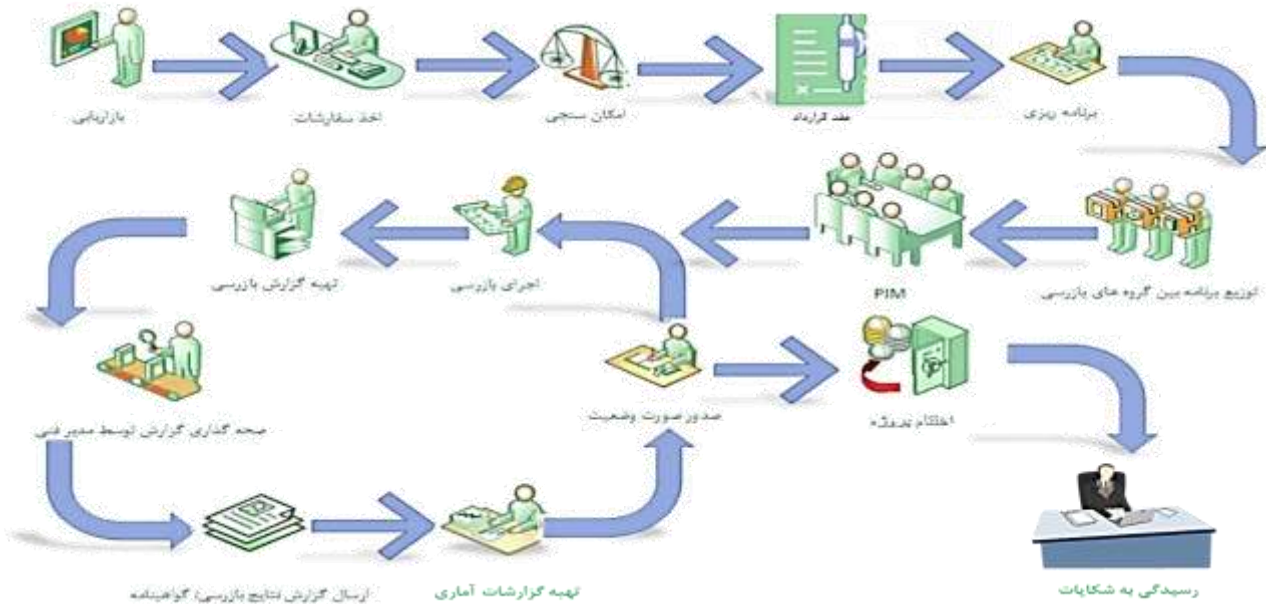 بازاریابی
اخذ سفارشات
امکان سنجی
عقد قرارداد
برنامه ریزی
توزیع برنامه بین گروه های بازرسی
PIM
اجرای بازرسی
تهیه گزارش بازرسی
صحه گذاری گزارش توسط مدیر فنی
ارسال گزارش نتایج بازرسی/ گواهینامه
تهیه گزارشات آماری
صدور صورت وضعیت
اختتام پروژه
رسیدگی به شکایات